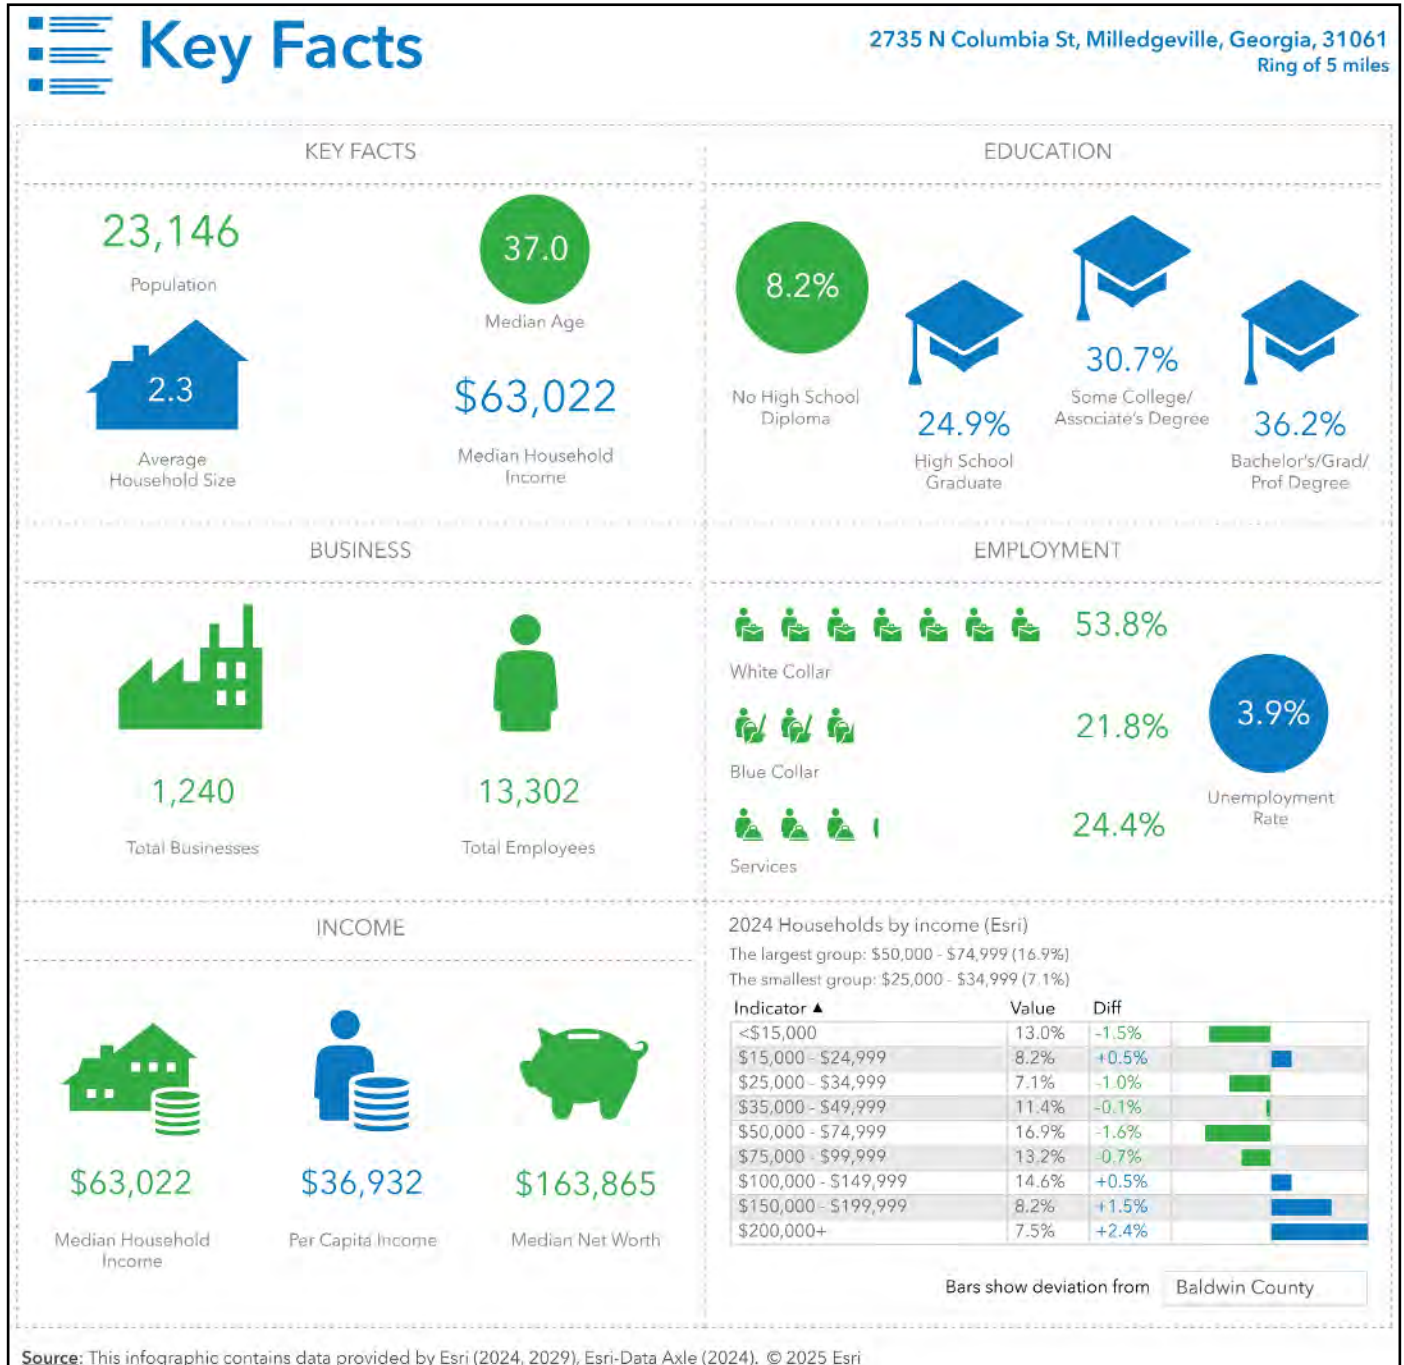 Key Facts
2735 N Columbia St, Milledgeville, Georgia, 31061
Ring of 5 miles
KEY FACTS
23,146
Population
37.0
Median Age
2.3
Average
Household Size
$63,022
Median Household
Income
EDUCATION
8.2%
No High School
Diploma
24.9%
High School
Graduate
30.7%
Some College/
Associate's Degree
36.2%
Bachelor's/Grad/
Prof Degree
BUSINESS
1,240
Total Businesses
13,302
Total Employees
EMPLOYMENT
53.8%
White Collar
21.8%
Blue Collar
24.4%
Services
3.9%
Unemployment
Rate
INCOME
$63,022
Median Household
Income
$36,932
Per Capita Income
$163,865
Median Net Worth
2024 Households by income (Esri)
The largest group: $50,000 - $74,999 (16.9%)
The smallest group: $25,000 - $34,999 (7.1%)
Indicator ▲ Value Diff
<$15,000 13.0% -1.5%
$15,000 - $24,999 8.2% +0.5%
$25,000 - $34,999 7.1% -1.0%
$35,000 - $49,999 11.4% -0.1%
$50,000 - $74,999 16.9% -1.6%
$75,000 - $99,999 13.2% -0.7%
$100,000 - $149,999 14.6% +0.5%
$150,000 - $199,999 8.2% +1.5%
$200,000+ 7.5% +2.4%
Bars show deviation from Baldwin County
Source: This infographic contains data provided by Esri (2024, 2029), Esri-Data Axle (2024). © 2025 Esri